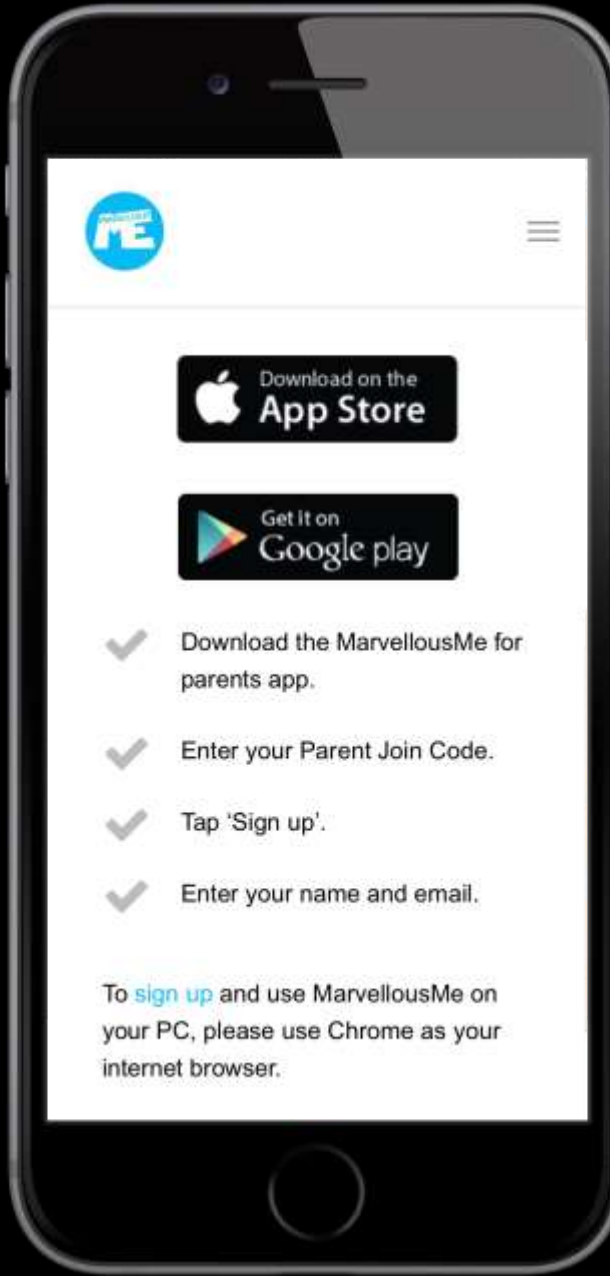 MARVELLOUS
ME
Download on the
App Store
Get it on
Google play
Download the MarvellousMe for
parents app.
Enter your Parent Join Code.
Tap ‘Sign up’.
Enter your name and email.
To sign up and use MarvellousMe on
your PC, please use Chrome as your
internet browser.